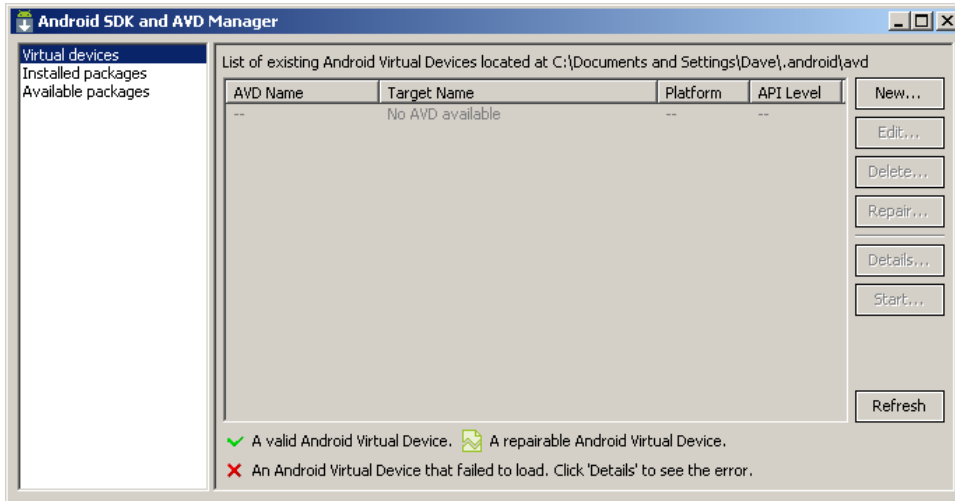 Android SDK and AVD Manager
Virtual devices
Installed packages
Available packages
List of existing Android Virtual Devices located at C:\Documents and Settings\Dave\.android\avd
AVD Name Target Name Platform API Level
-- No AVD available -- --
New...
Edit...
Delete...
Repair...
Details...
Start...
Refresh
A valid Android Virtual Device. A repairable Android Virtual Device.
An Android Virtual Device that failed to load. Click 'Details' to see the error.